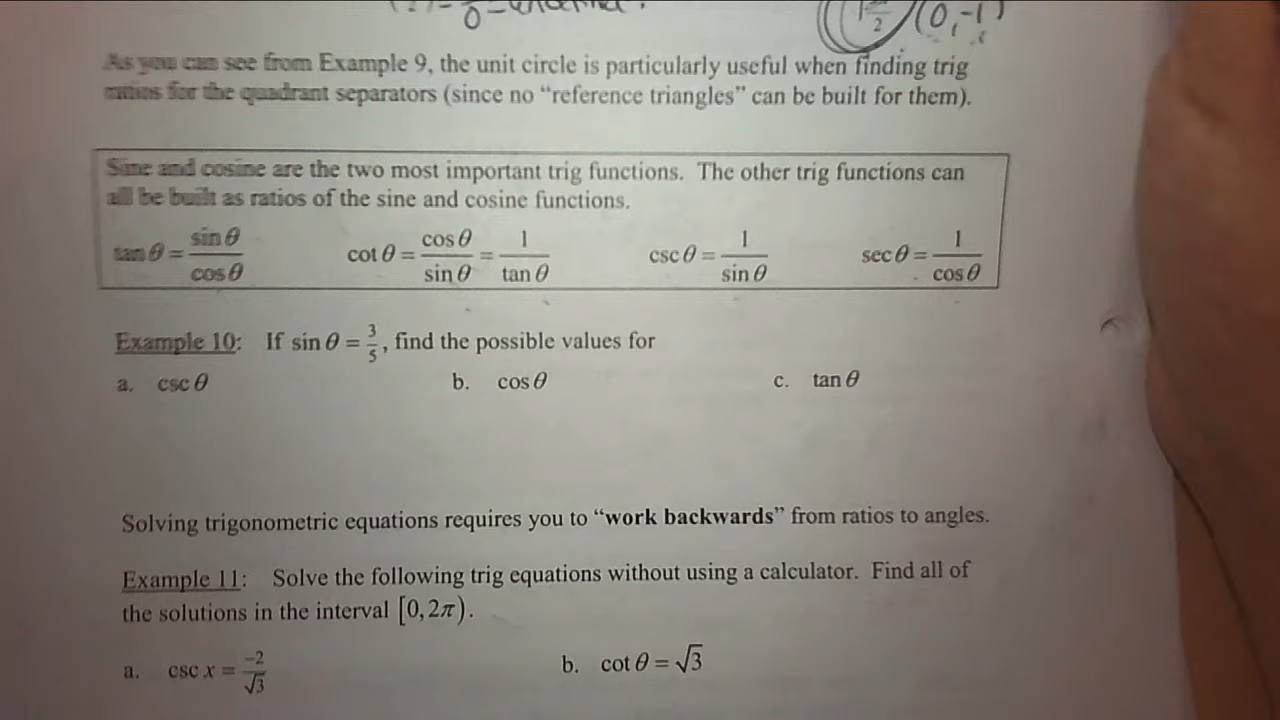 0
2 (0,-1)
As you can see from Example 9, the unit circle is particularly useful when finding trig
ratios for the quadrant separators (since no “reference triangles” can be built for them).
Sine and cosine are the two most important trig functions. The other trig functions can
all be built as ratios of the sine and cosine functions.
tan θ = sin θ / cos θ cot θ = cos θ / sin θ = 1 / tan θ csc θ = 1 / sin θ sec θ = 1 / cos θ
Example 10: If sin θ = 3/5, find the possible values for
a. csc θ b. cos θ c. tan θ
Solving trigonometric equations requires you to “work backwards” from ratios to angles.
Example 11: Solve the following trig equations without using a calculator. Find all of
the solutions in the interval [0, 2π).
a. csc x = -2/√3 b. cot θ = √3